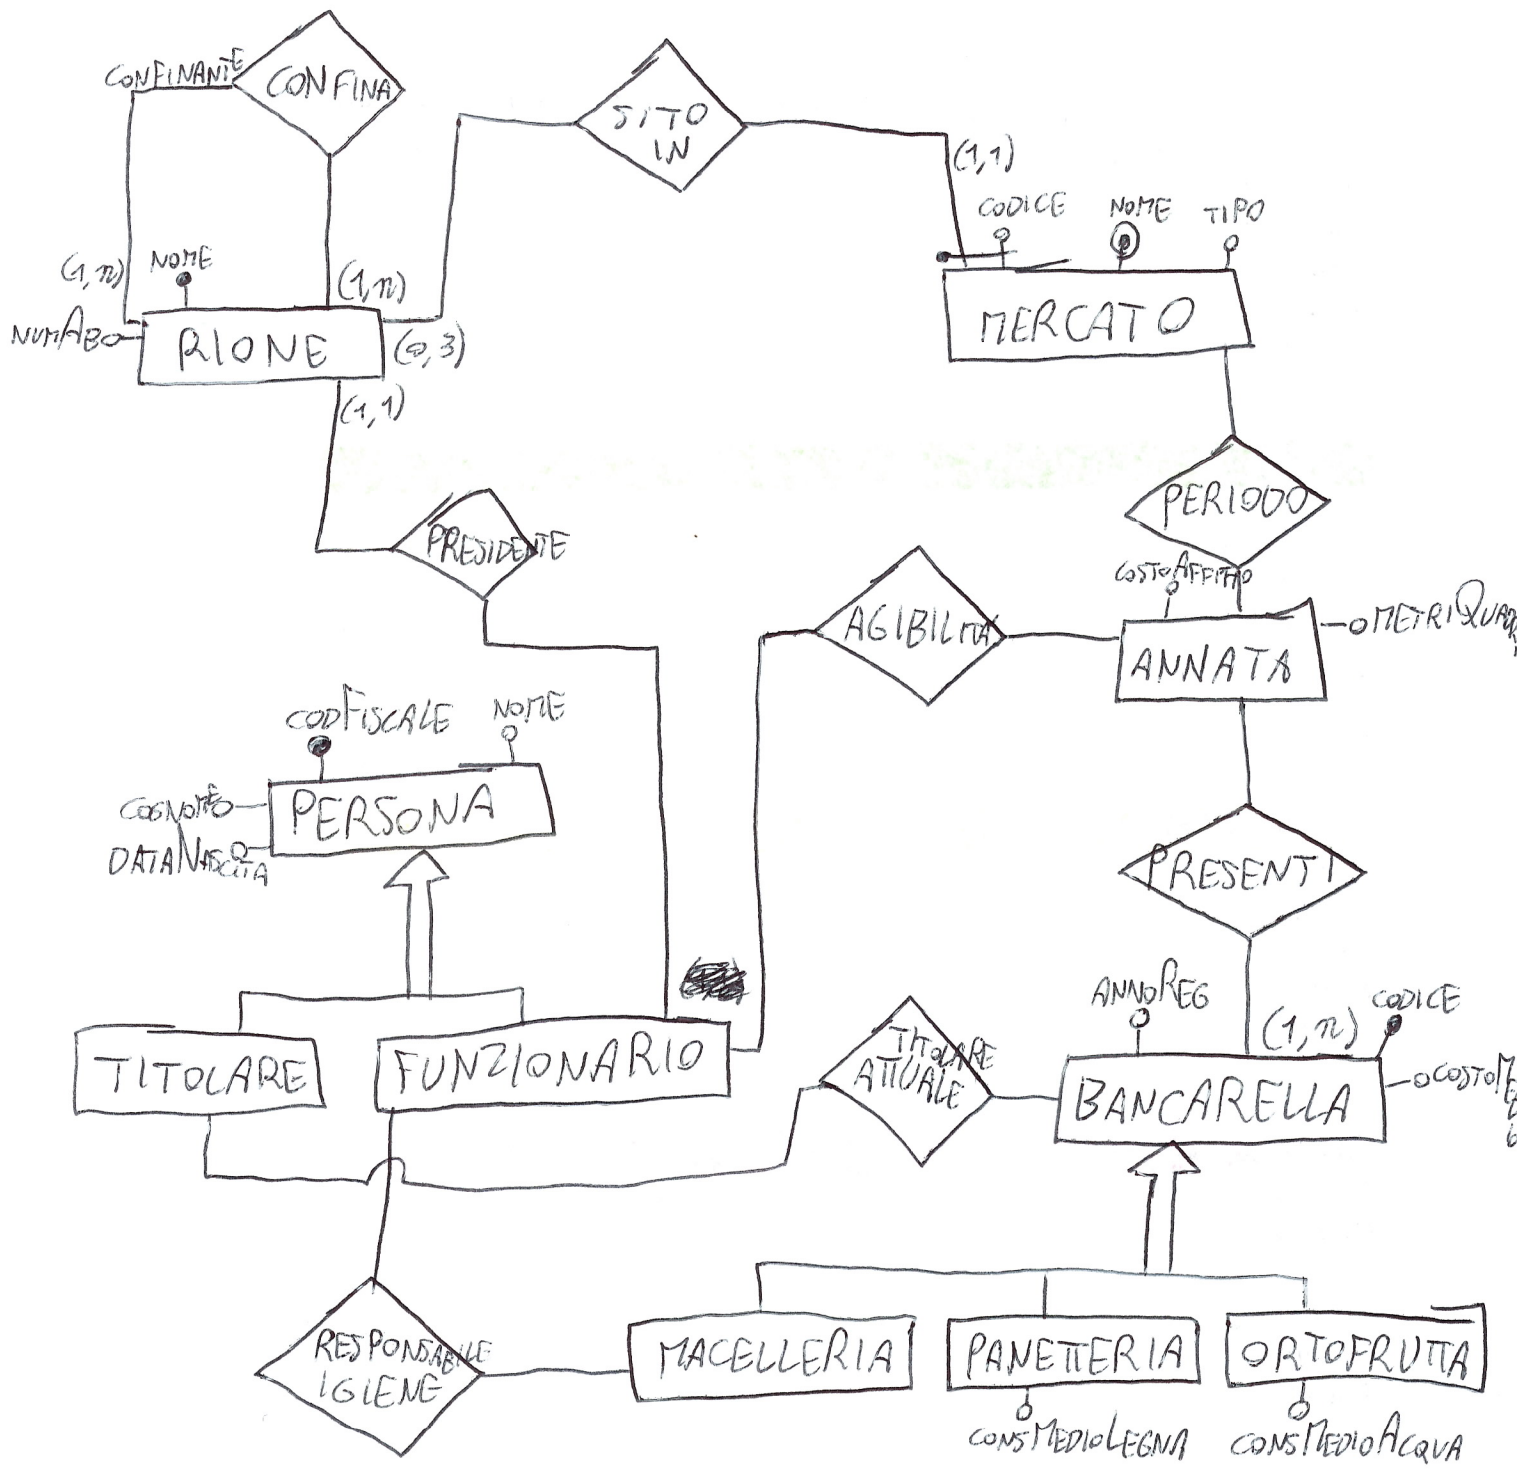 CONFINANTE
CONFINA
SITO
IN
(1,1)
CODICE
NOME
TIPO
(1,n)
NOME
(1,n)
NUMAB
RIONE
(0,3)
MERCATO
(1,1)
PERIODO
PRESIDENTE
COSTOAFFITTO
AGIBILITÀ
METRIQUADRI
ANNATA
CODFISCALE
NOME
COGNOME
PERSONA
DATANASCITA
PRESENTI
ANNOREG
(1,n)
CODICE
TITOLARE
FUNZIONARIO
TITOLARE
ATTUALE
BANCARELLA
RESPONSABILE
IGIENE
MACELLERIA
PANETTERIA
ORTOFRUTTA
CONSMEDIOLEGNA
CONSMEDIOACQUA